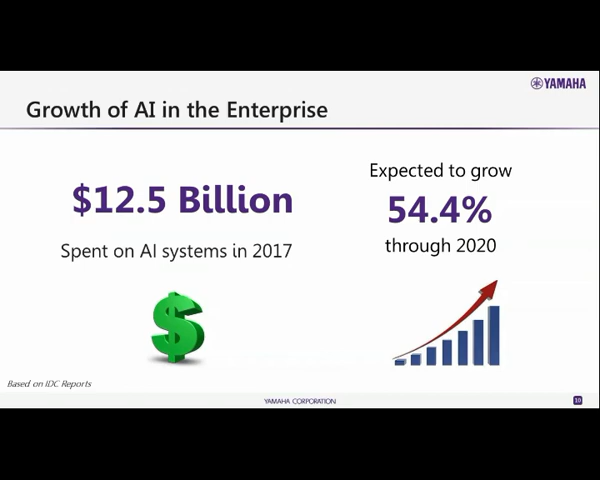 YAMAHA
Growth of AI in the Enterprise
$12.5 Billion
Spent on AI systems in 2017
Expected to grow
54.4%
through 2020
$
Based on IDC Reports
YAMAHA CORPORATION
10